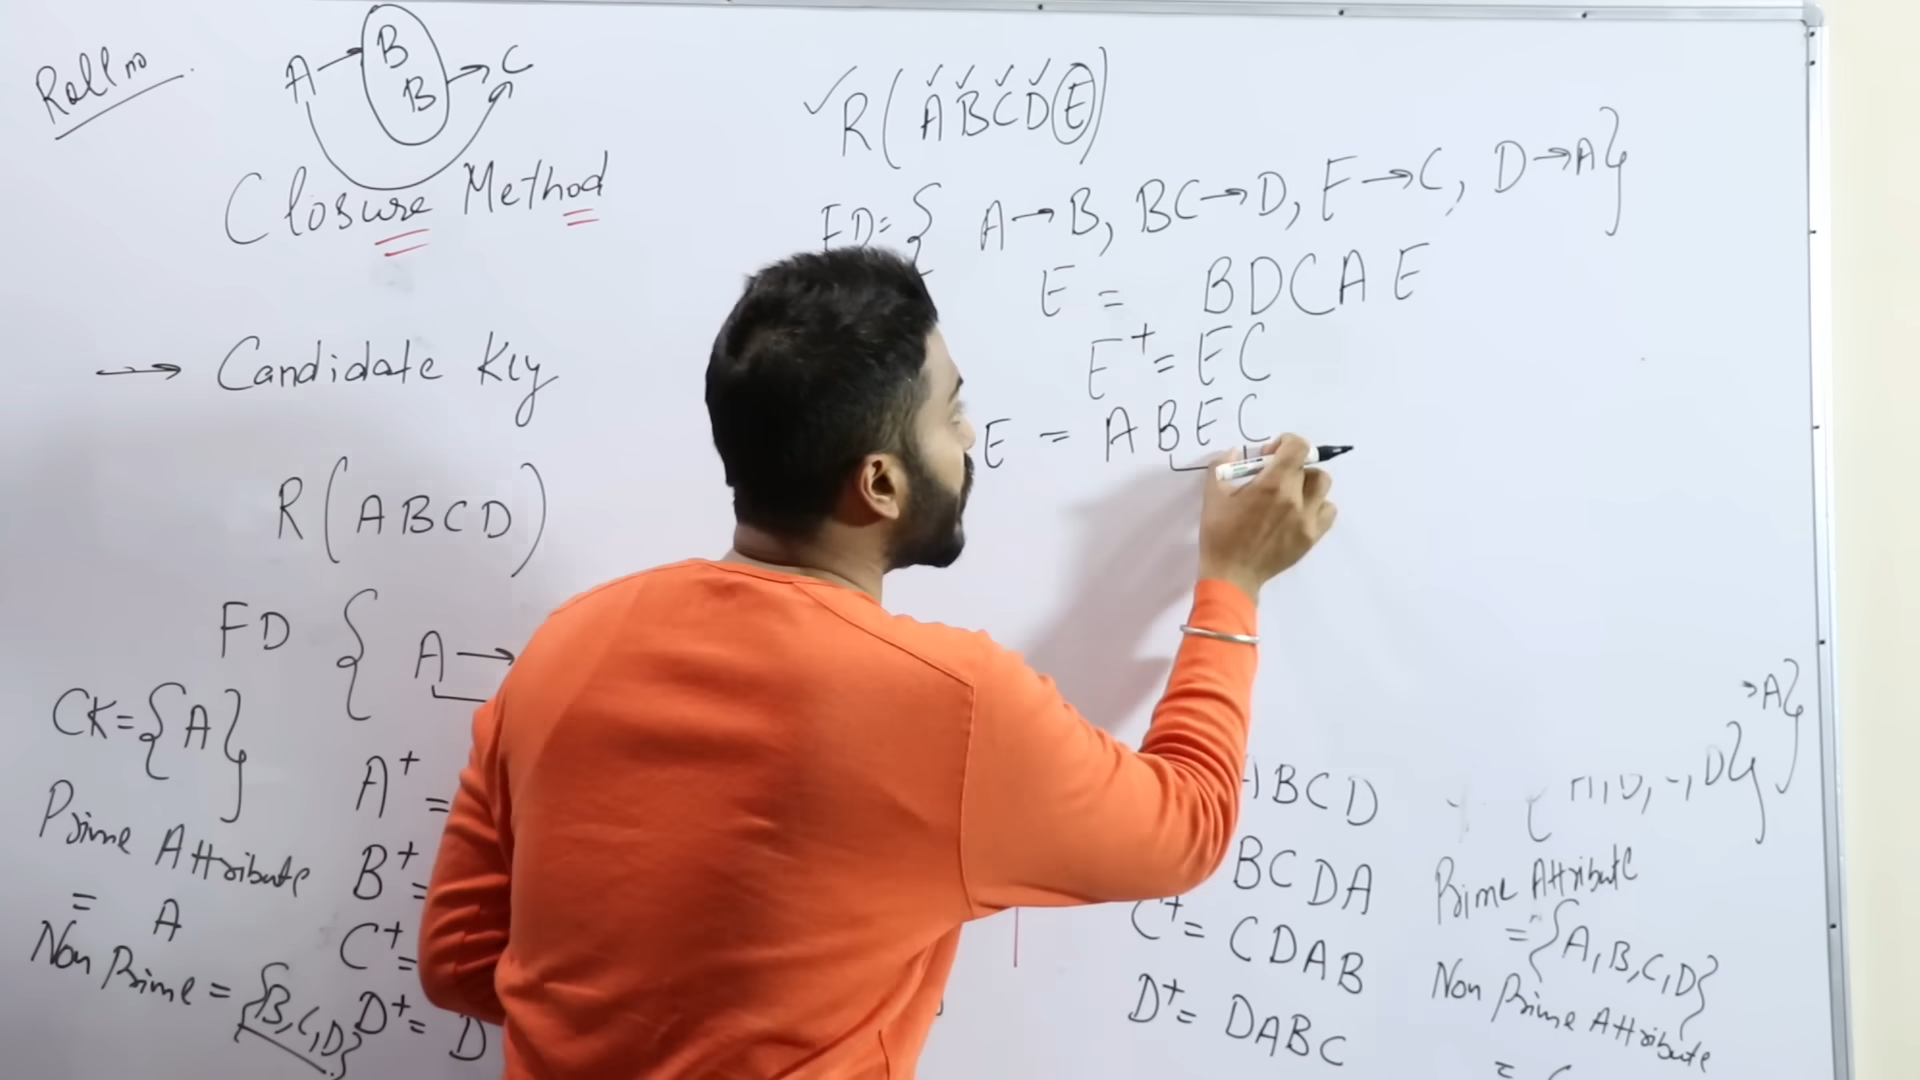 Roll no
A → B
B → C
Closure Method
→ Candidate Key
R(ABCD)
FD { A →
CK = {A}
Prime Attribute
= A
Non Prime = {B,C,D}
A⁺ =
B⁺ =
C⁺ =
D⁺ = D
R(ABCDE)
FD = { A→B, BC→D, E→C, D→A}
E = BDCAE
E⁺ = EC
E = ABEC
→A}
ABCD
D}
BCDA
C⁺ = CDAB
D⁺ = DABC
Prime Attribute
= {A,B,C,D}
Non Prime Attribute
=